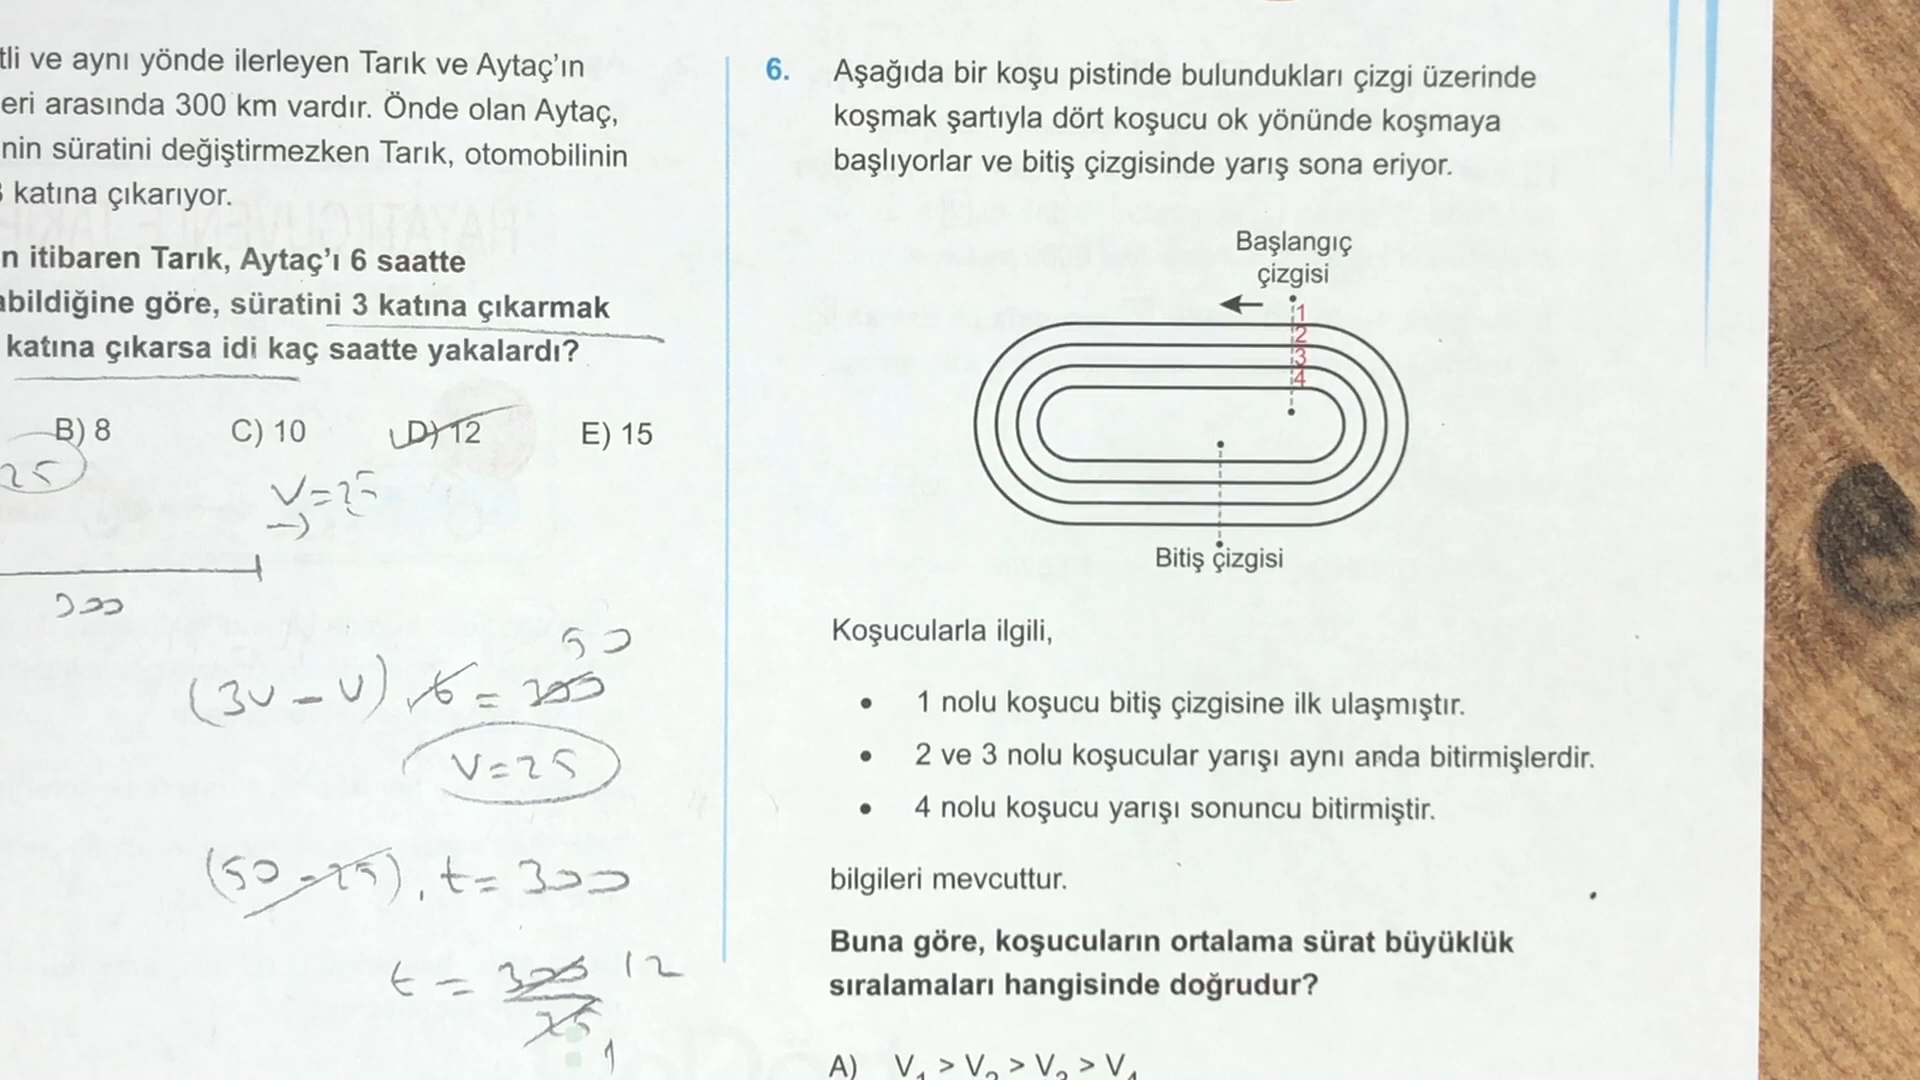 tli ve aynı yönde ilerleyen Tarık ve Aytaç'ın
eri arasında 300 km vardır. Önde olan Aytaç,
nin süratini değiştirmezken Tarık, otomobilinin
katına çıkarıyor.
n itibaren Tarık, Aytaç'ı 6 saatte
abildiğine göre, süratini 3 katına çıkarmak
katına çıkarsa idi kaç saatte yakalardı?
B) 8 C) 10 D) 12 E) 15
25
V=25
300
50
(3v - v) . 6 = 300
V=25
(50 - 25) . t = 300
t = 300 12
25
1
6. Aşağıda bir koşu pistinde bulundukları çizgi üzerinde
koşmak şartıyla dört koşucu ok yönünde koşmaya
başlıyorlar ve bitiş çizgisinde yarış sona eriyor.
Başlangıç
çizgisi
1
2
3
4
Bitiş çizgisi
Koşucularla ilgili,
• 1 nolu koşucu bitiş çizgisine ilk ulaşmıştır.
• 2 ve 3 nolu koşucular yarışı aynı anda bitirmişlerdir.
• 4 nolu koşucu yarışı sonuncu bitirmiştir.
bilgileri mevcuttur.
Buna göre, koşucuların ortalama sürat büyüklük
sıralamaları hangisinde doğrudur?
A) V₁ > V₂ > V₃ > V₄